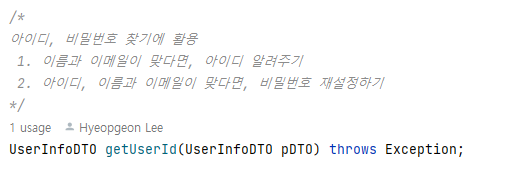 /*
아이디, 비밀번호 찾기에 활용
1. 이름과 이메일이 맞다면, 아이디 알려주기
2. 아이디, 이름과 이메일이 맞다면, 비밀번호 재설정하기
*/
1 usage Hyeopgeon Lee
UserInfoDTO getUserId(UserInfoDTO pDTO) throws Exception;